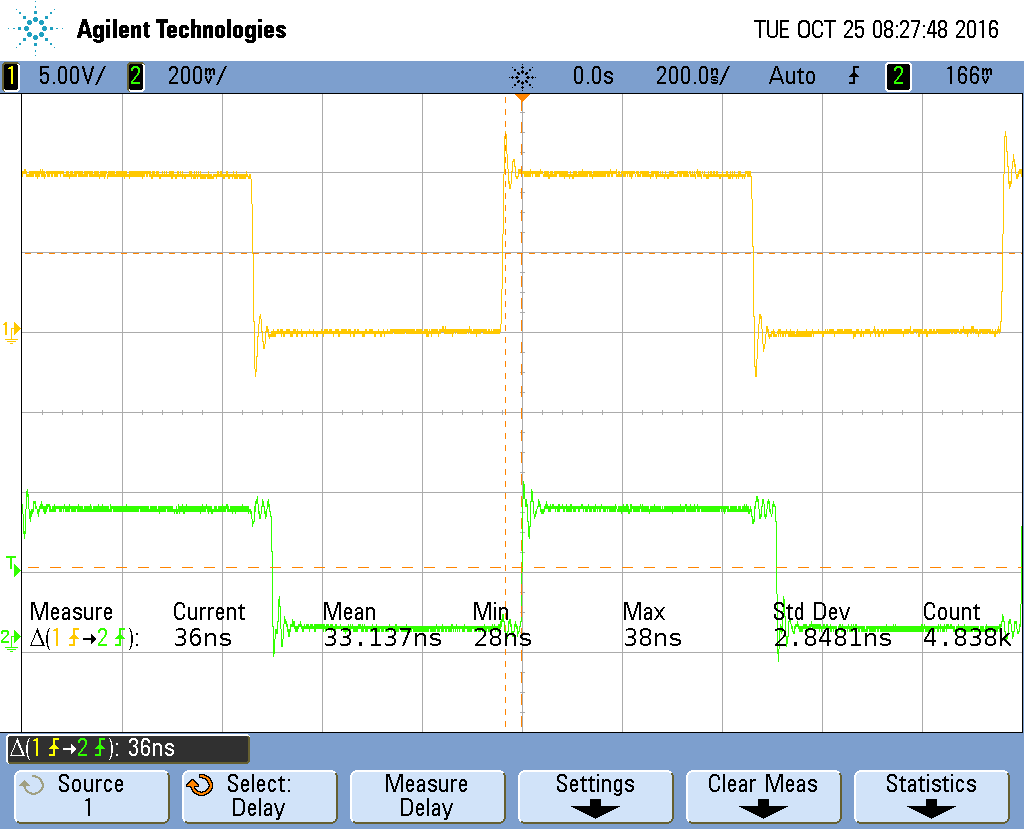 Agilent Technologies TUE OCT 25 08:27:48 2016
1 5.00V/ 2 200mV/ 0.0s 200.0ns/ Auto 2 166mV
1
T
Measure Current Mean Min Max Std Dev Count
2 Δ(1→2): 36ns 33.137ns 28ns 38ns 2.8481ns 4.838k
Δ(1→2): 36ns
Source Select: Measure Settings Clear Meas Statistics
1 Delay Delay